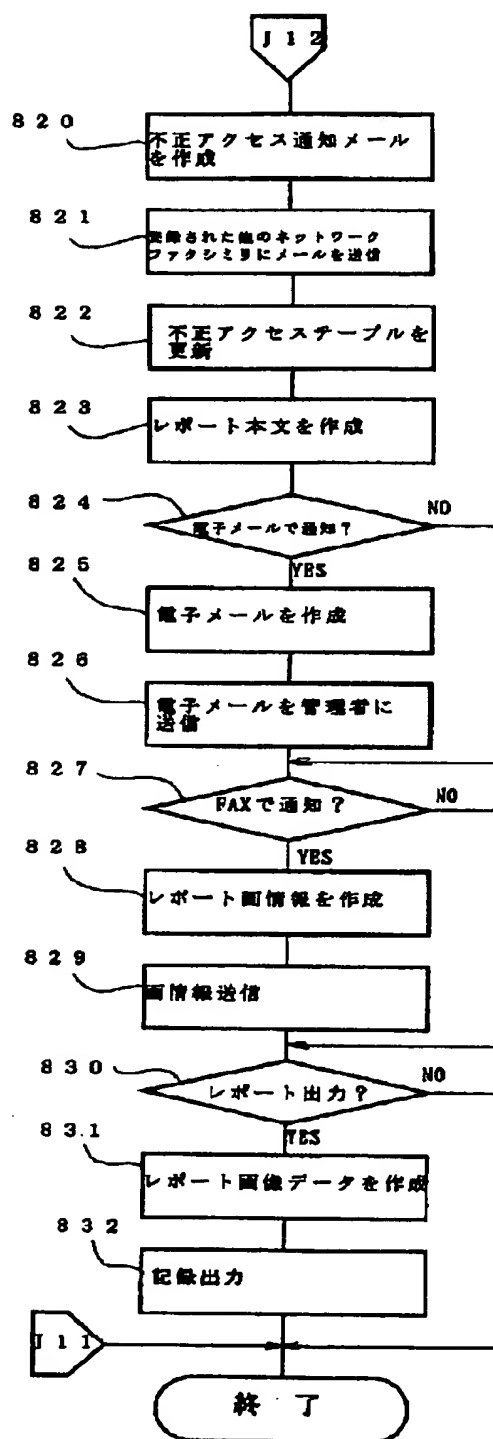 J12
820
不正アクセス通知メール
を作成
821
登録された他のネットワーク
ファクシミリにメールを送信
822
不正アクセステーブルを
更新
823
レポート本文を作成
824
電子メールで通知？
NO
YES
825
電子メールを作成
826
電子メールを管理者に
送信
827
FAXで通知？
NO
YES
828
レポート画情報を作成
829
画情報送信
830
レポート出力？
NO
YES
83.1
レポート画像データを作成
832
記録出力
J11
終 了